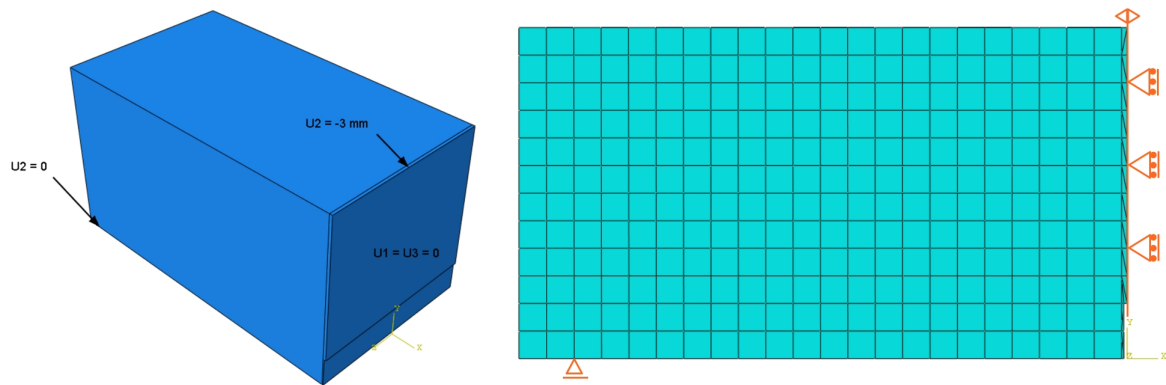 U2 = -3 mm
U2 = 0
U1 = U3 = 0
Y
X
Y
X